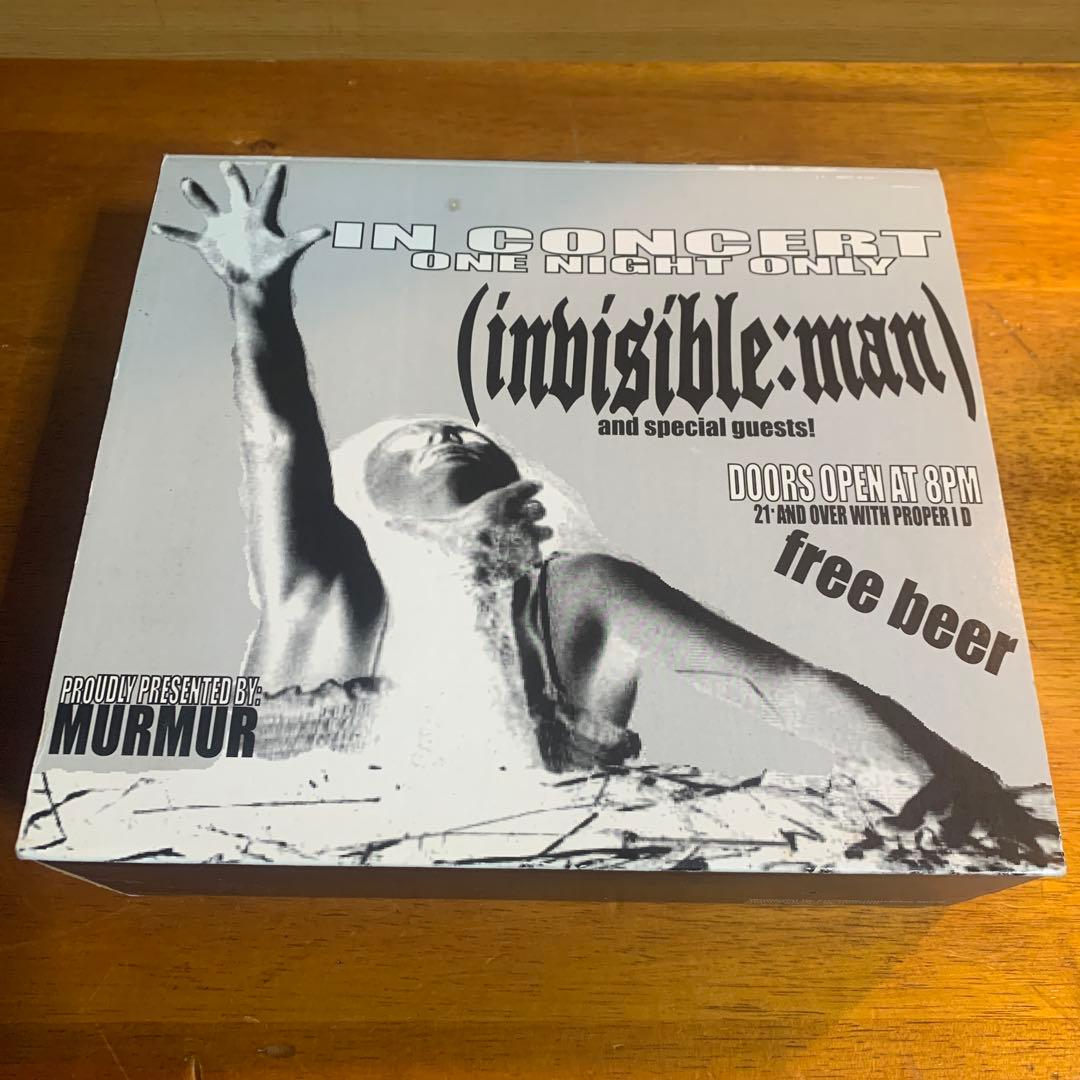 IN CONCERT
ONE NIGHT ONLY
(invisible:man)
and special guests!
DOORS OPEN AT 8PM
21+ AND OVER WITH PROPER I D
free beer
PROUDLY PRESENTED BY:
MURMUR